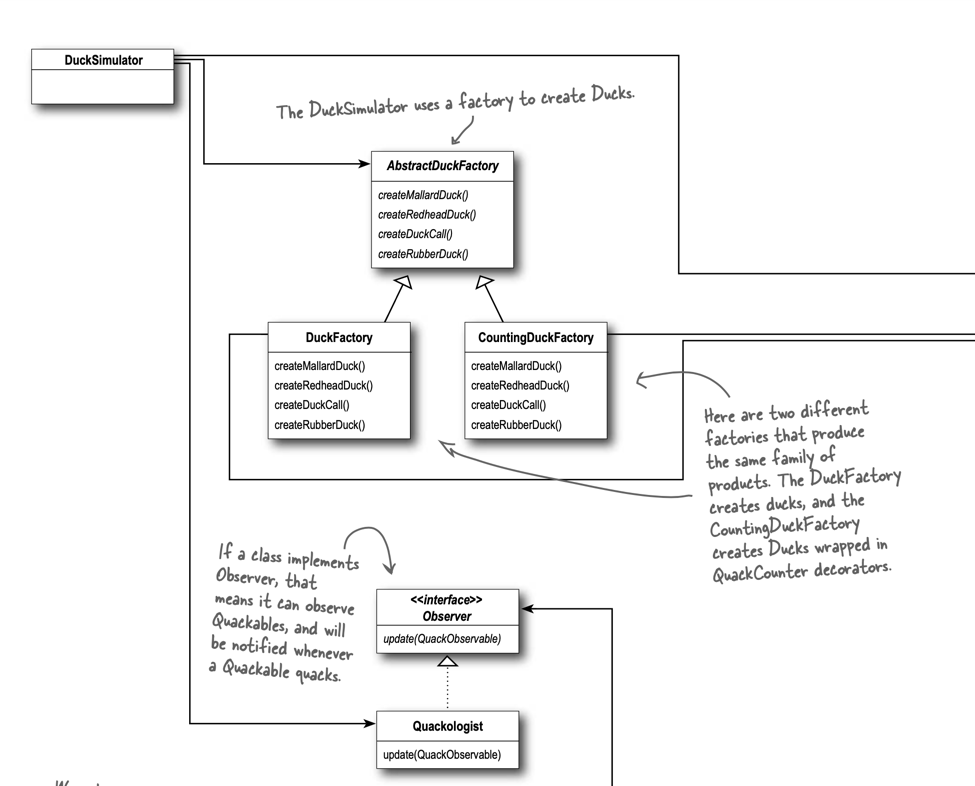 DuckSimulator
The DuckSimulator uses a factory to create Ducks.
AbstractDuckFactory
createMallardDuck()
createRedheadDuck()
createDuckCall()
createRubberDuck()
DuckFactory
createMallardDuck()
createRedheadDuck()
createDuckCall()
createRubberDuck()
CountingDuckFactory
createMallardDuck()
createRedheadDuck()
createDuckCall()
createRubberDuck()
Here are two different
factories that produce
the same family of
products. The DuckFactory
creates ducks, and the
CountingDuckFactory
creates Ducks wrapped in
QuackCounter decorators.
If a class implements
Observer, that
means it can observe
Quackables, and will
be notified whenever
a Quackable quacks.
<<interface>>
Observer
update(QuackObservable)
Quackologist
update(QuackObservable)